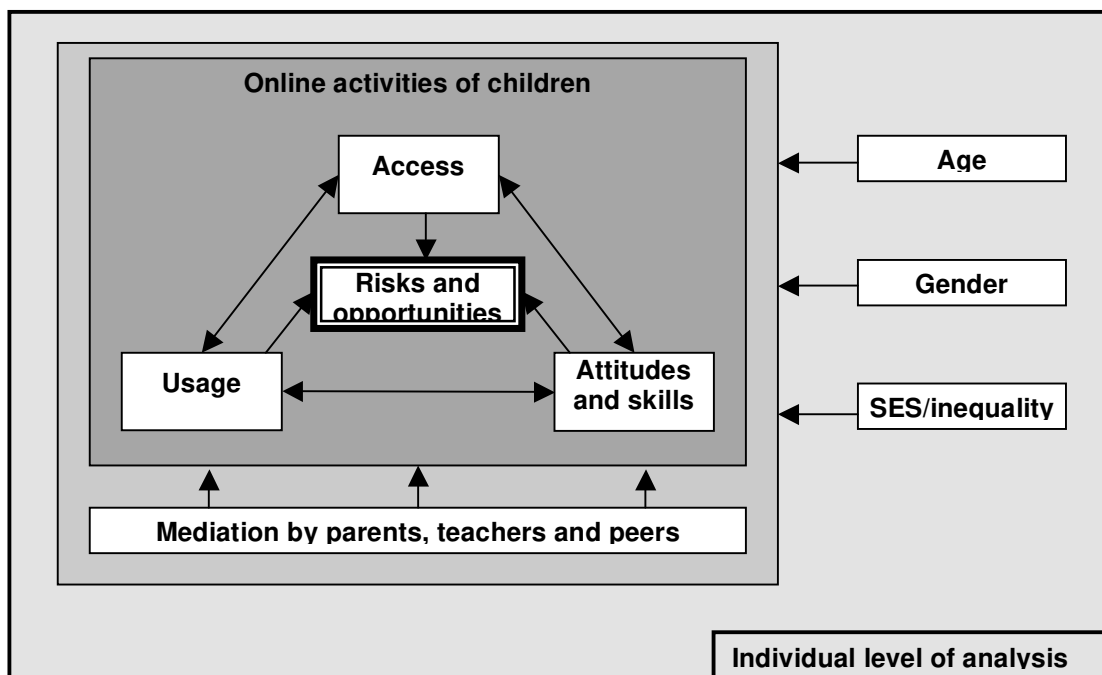 Online activities of children
Access
Age
Risks and
opportunities
Gender
Usage
Attitudes
and skills
SES/inequality
Mediation by parents, teachers and peers
Individual level of analysis